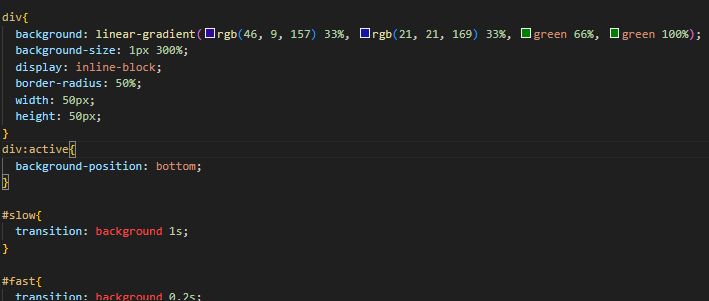 div{
background: linear-gradient(rgb(46, 9, 157) 33%, rgb(21, 21, 169) 33%, green 66%, green 100%);
background-size: 1px 300%;
display: inline-block;
border-radius: 50%;
width: 50px;
height: 50px;
}
div:active{
background-position: bottom;
}
#slow{
transition: background 1s;
}
#fast{
transition: background 0.2s;